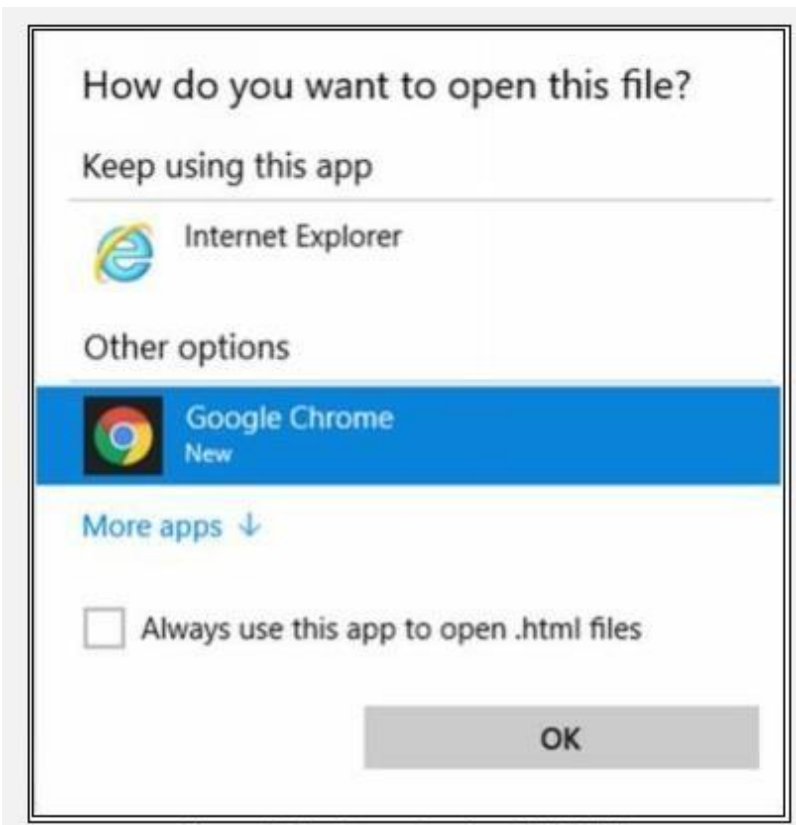 How do you want to open this file?
Keep using this app
Internet Explorer
Other options
Google Chrome
New
More apps ↓
Always use this app to open .html files
OK